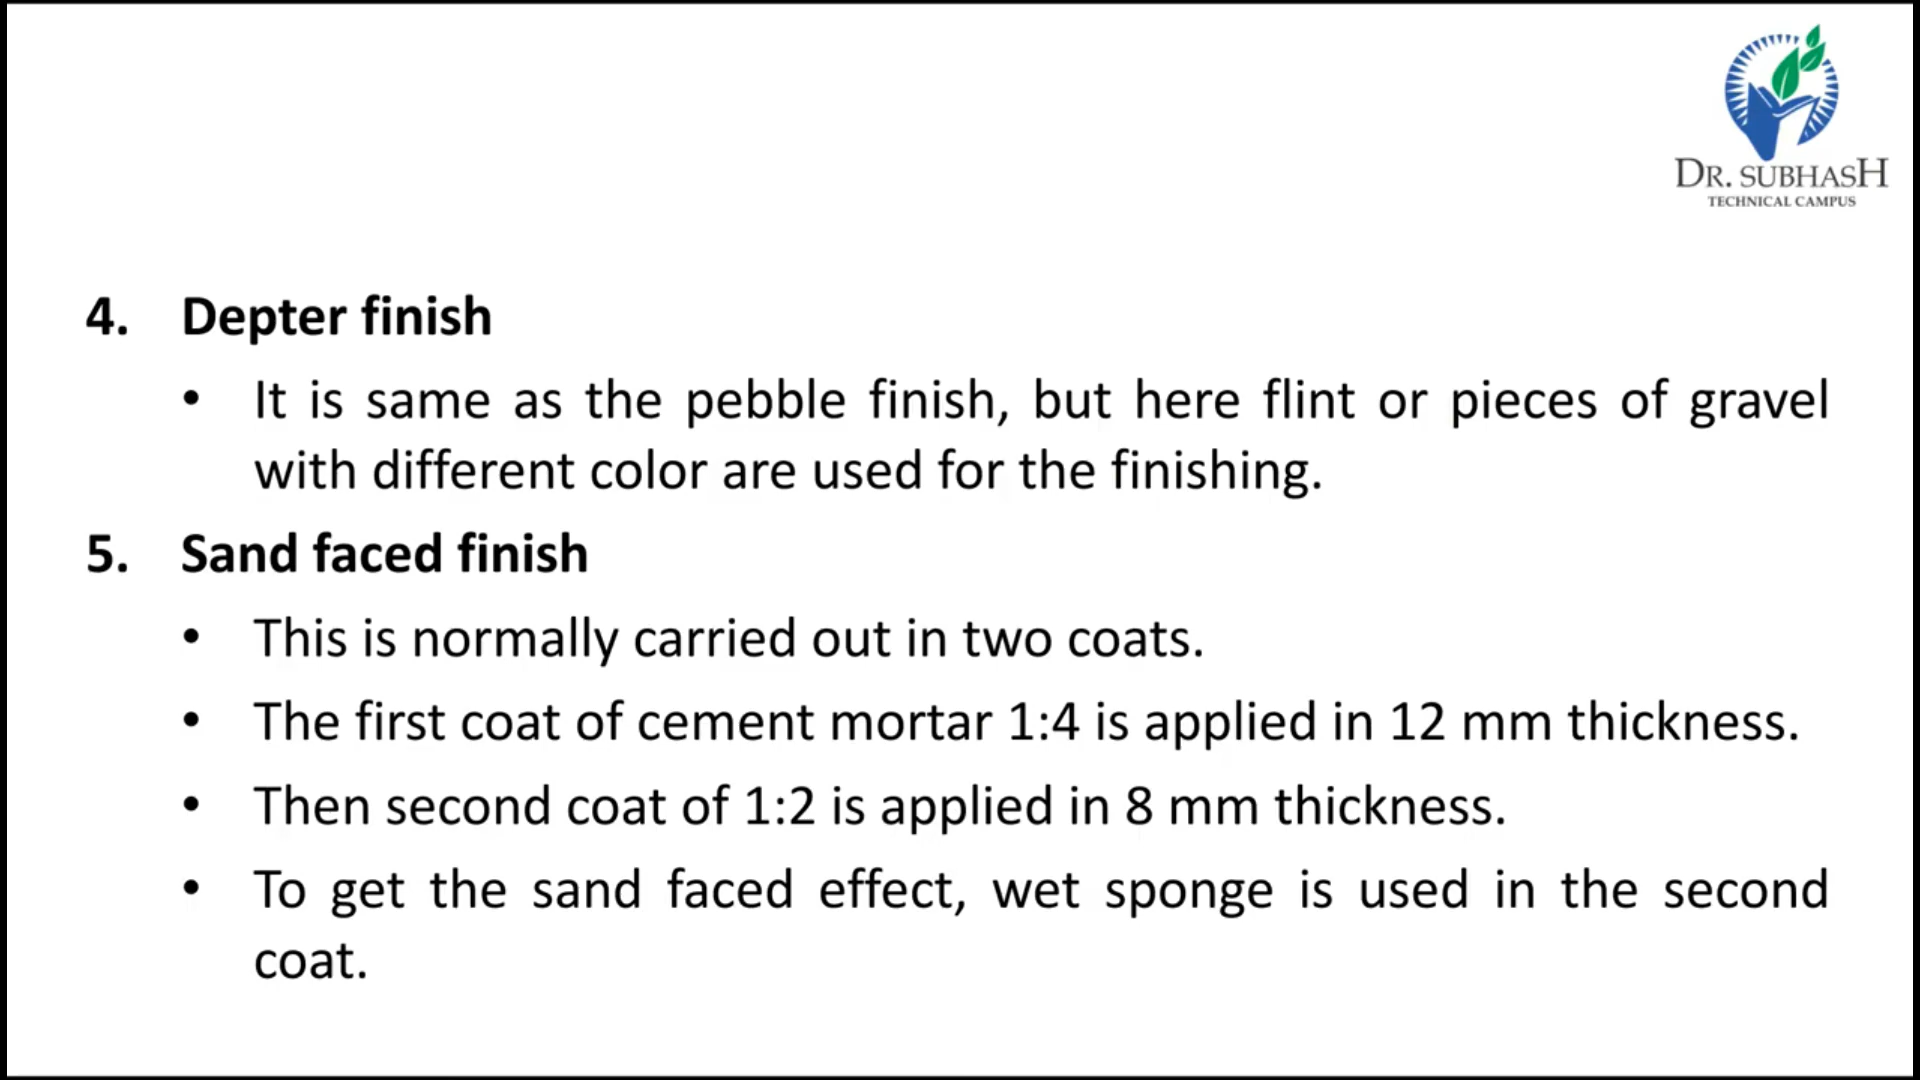 DR. SUBHASH
TECHNICAL CAMPUS
4. Depter finish
• It is same as the pebble finish, but here flint or pieces of gravel
with different color are used for the finishing.
5. Sand faced finish
• This is normally carried out in two coats.
• The first coat of cement mortar 1:4 is applied in 12 mm thickness.
• Then second coat of 1:2 is applied in 8 mm thickness.
• To get the sand faced effect, wet sponge is used in the second
coat.